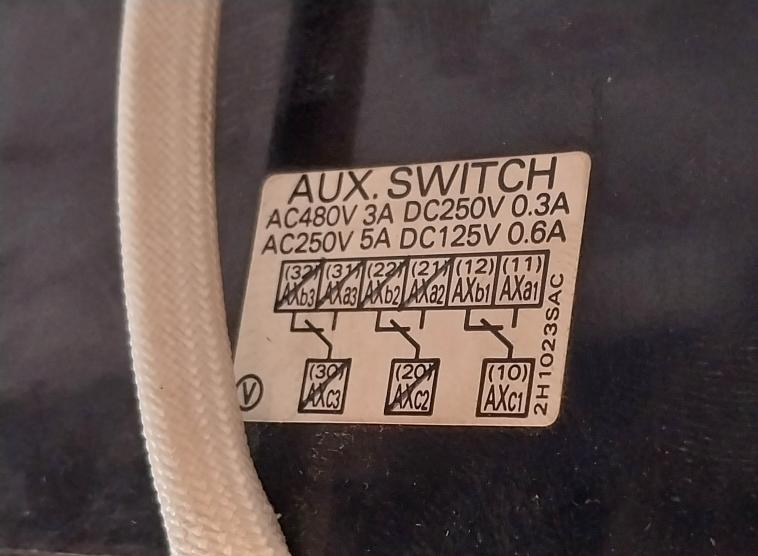 AUX. SWITCH
AC480V 3A DC250V 0.3A
AC250V 5A DC125V 0.6A
(32) (31) (22) (21) (12) (11)
AXb3 AXa3 AXb2 AXa2 AXb1 AXa1
(30) (20) (10)
AXc3 AXc2 AXc1
V
2H1023SAC